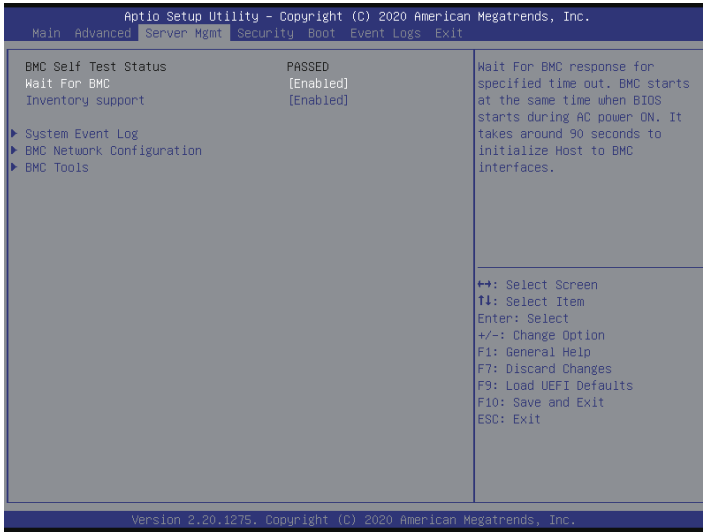 Aptio Setup Utility – Copyright (C) 2020 American Megatrends, Inc.
Main Advanced Server Mgmt Security Boot Event Logs Exit
BMC Self Test Status PASSED
Wait For BMC [Enabled]
Inventory support [Enabled]
System Event Log
BMC Network Configuration
BMC Tools
Wait For BMC response for
specified time out. BMC starts
at the same time when BIOS
starts during AC power ON. It
takes around 90 seconds to
initialize Host to BMC
interfaces.
↔: Select Screen
↑↓: Select Item
Enter: Select
+/-: Change Option
F1: General Help
F7: Discard Changes
F9: Load UEFI Defaults
F10: Save and Exit
ESC: Exit
Version 2.20.1275. Copyright (C) 2020 American Megatrends, Inc.